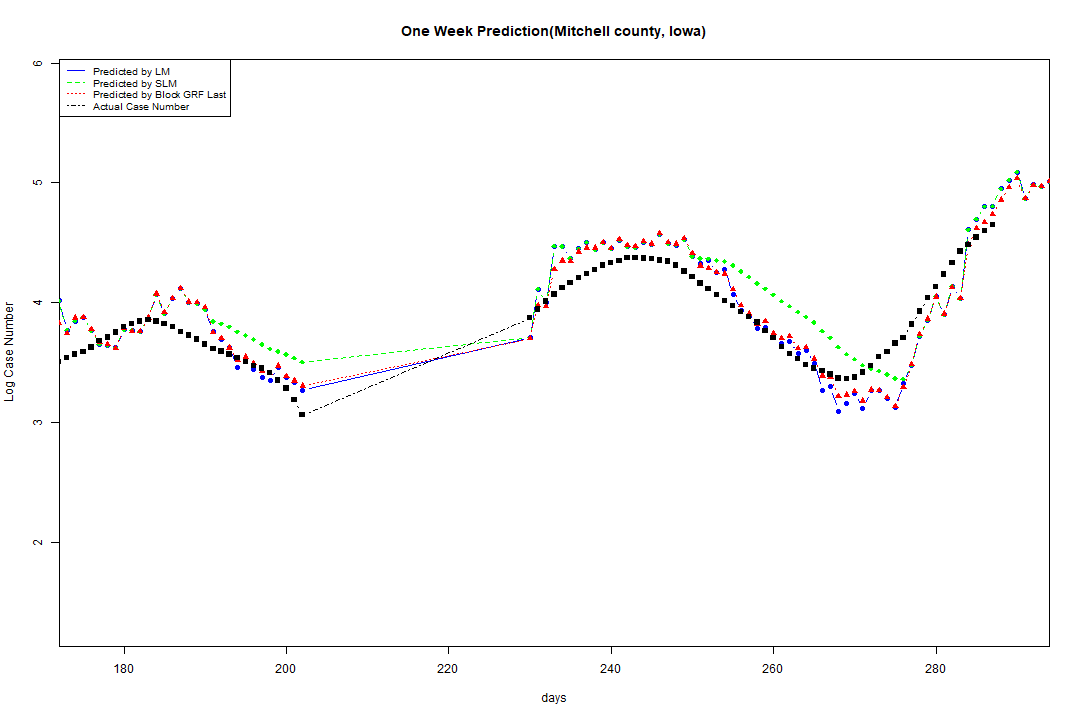 One Week Prediction(Mitchell county, Iowa)
Predicted by LM
Predicted by SLM
Predicted by Block GRF Last
Actual Case Number
6
5
4
3
2
Log Case Number
180 200 220 240 260 280
days